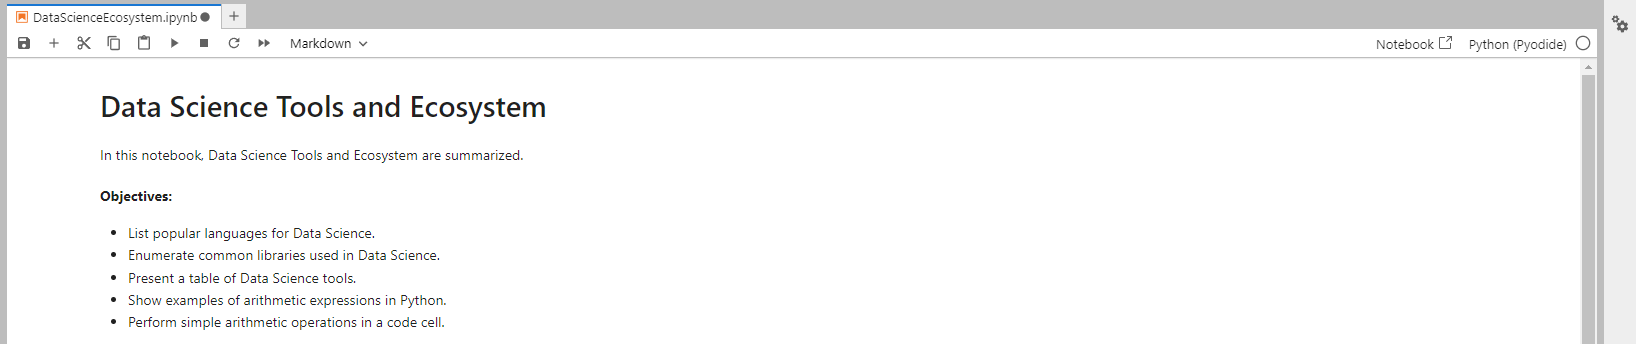 DataScienceEcosystem.ipynb
Markdown
Notebook
Python (Pyodide)
Data Science Tools and Ecosystem
In this notebook, Data Science Tools and Ecosystem are summarized.
Objectives:
List popular languages for Data Science.
Enumerate common libraries used in Data Science.
Present a table of Data Science tools.
Show examples of arithmetic expressions in Python.
Perform simple arithmetic operations in a code cell.